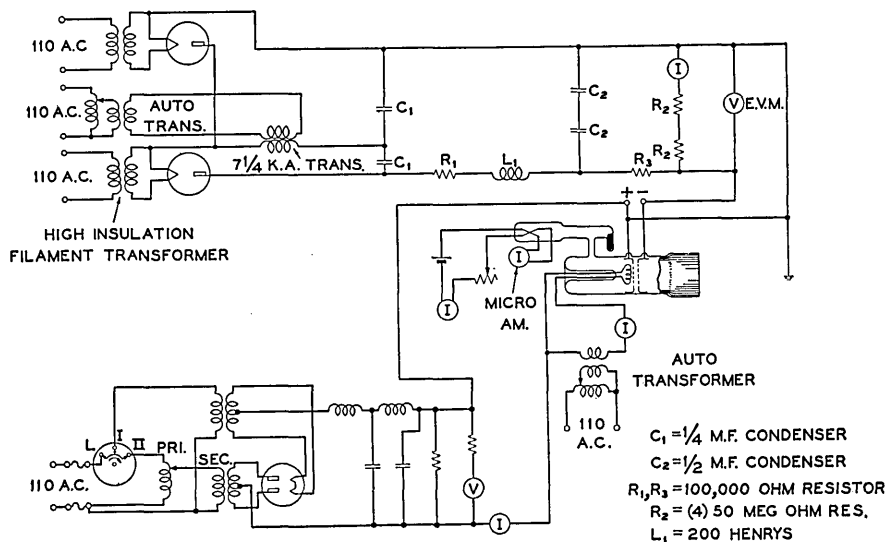 110 A.C
110 A.C.
AUTO
TRANS.
7 1/4 K.A. TRANS.
110 A.C.
HIGH INSULATION
FILAMENT TRANSFORMER
C₁
C₁
R₁
L₁
C₂
C₂
I
R₂
R₂
R₃
V
E.V.M.
+
-
I
MICRO
AM.
I
I
AUTO
TRANSFORMER
110
A.C.
L
I
II
PRI.
SEC.
110 A.C.
V
I
C₁ = 1/4 M.F. CONDENSER
C₂ = 1/2 M.F. CONDENSER
R₁,R₃ = 100,000 OHM RESISTOR
R₂ = (4) 50 MEG OHM RES.
L₁ = 200 HENRYS